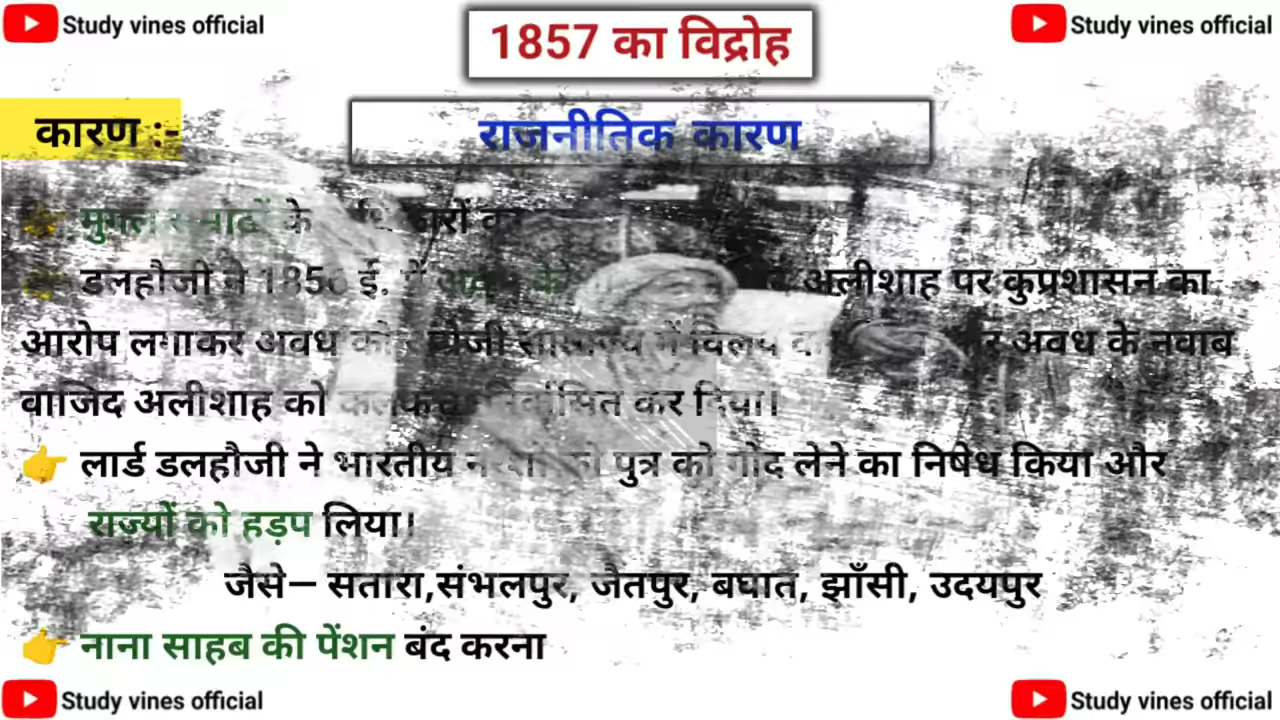 Study vines official
1857 का विद्रोह
Study vines official
कारण :-
राजनीतिक कारण
के
डलहौजी ने 1856 ई. में अलीशाह पर कुप्रशासन का
आरोप लगाकर अवध को साम्राज्य में विलय अवध के नवाब
वाजिद अलीशाह को कर दिया।
👉 लार्ड डलहौजी ने भारतीय पुत्र को गोद लेने का निषेध किया और
राज्यों को हड़प लिया।
जैसे— सतारा,संभलपुर, जैतपुर, बघात, झाँसी, उदयपुर
👉 नाना साहब की पेंशन बंद करना
Study vines official
Study vines official